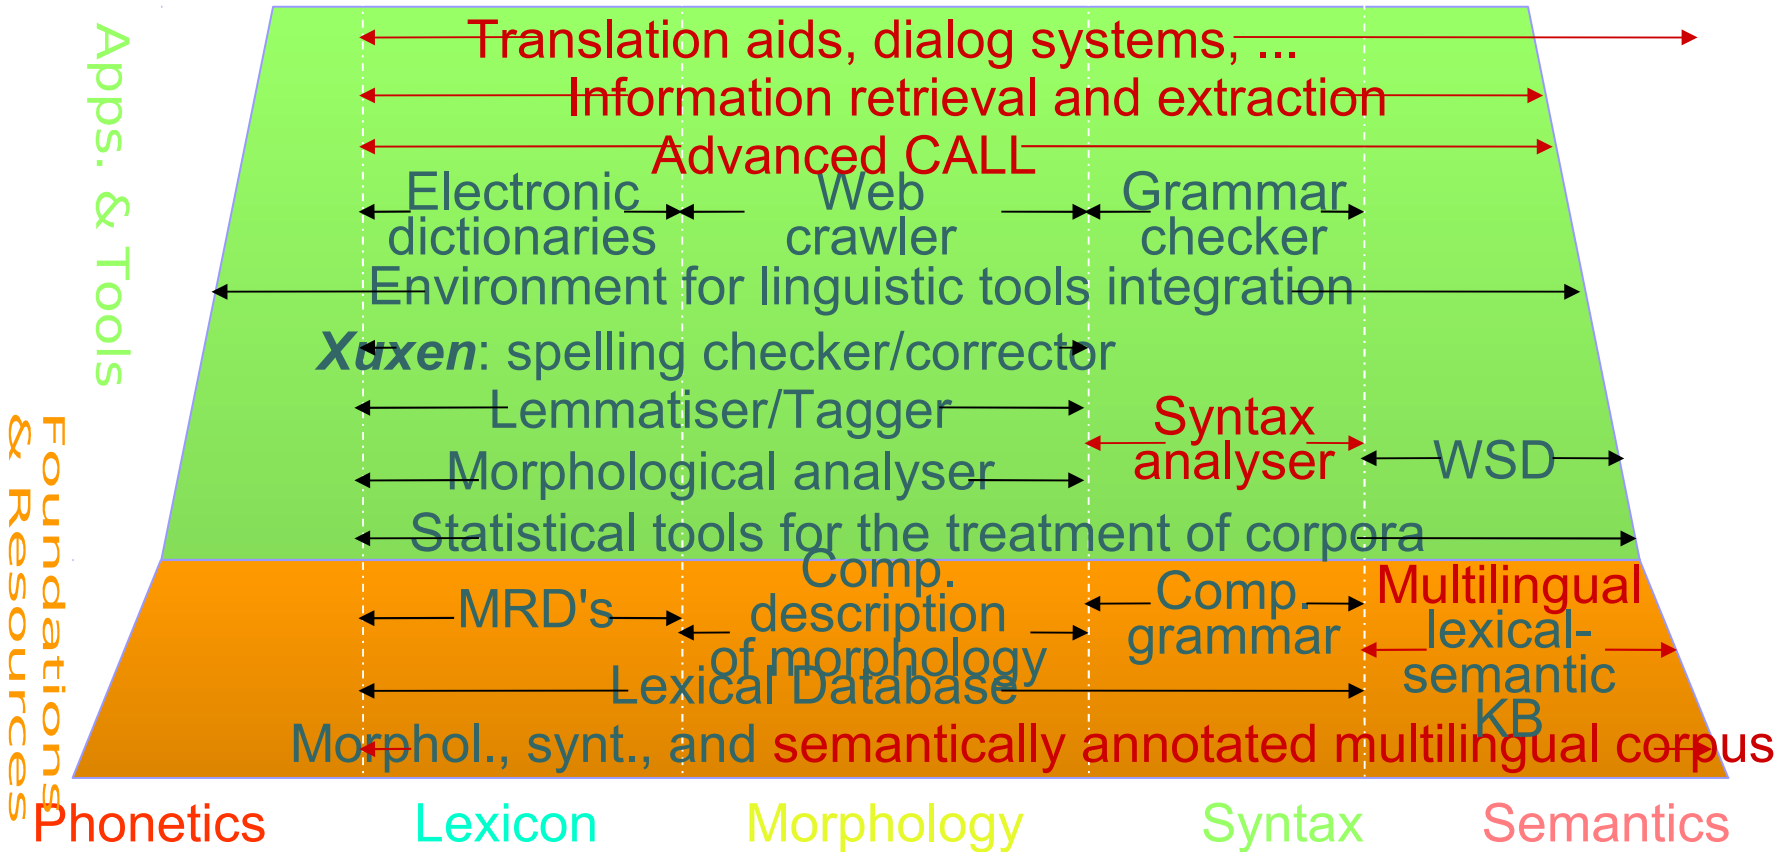 Apps. & Tools
Translation aids, dialog systems, ...
Information retrieval and extraction
Advanced CALL
Electronic
dictionaries
Web
crawler
Grammar
checker
Environment for linguistic tools integration
Xuxen: spelling checker/corrector
Lemmatiser/Tagger
Syntax
analyser
WSD
Morphological analyser
Statistical tools for the treatment of corpora
Foundations
& Resources
MRD's
Comp.
description
of morphology
Comp.
grammar
Multilingual
lexical-
semantic
KB
Lexical Database
Morphol., synt., and semantically annotated multilingual corpus
Phonetics
Lexicon
Morphology
Syntax
Semantics